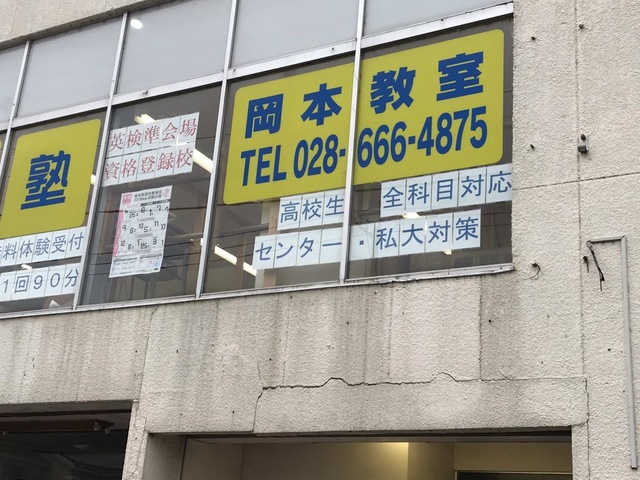 塾
料体験受付
1回90分
英検準会場
資格登録校
岡本教室
TEL 028-666-4875
高校生 全科目対応
センター・私大対策